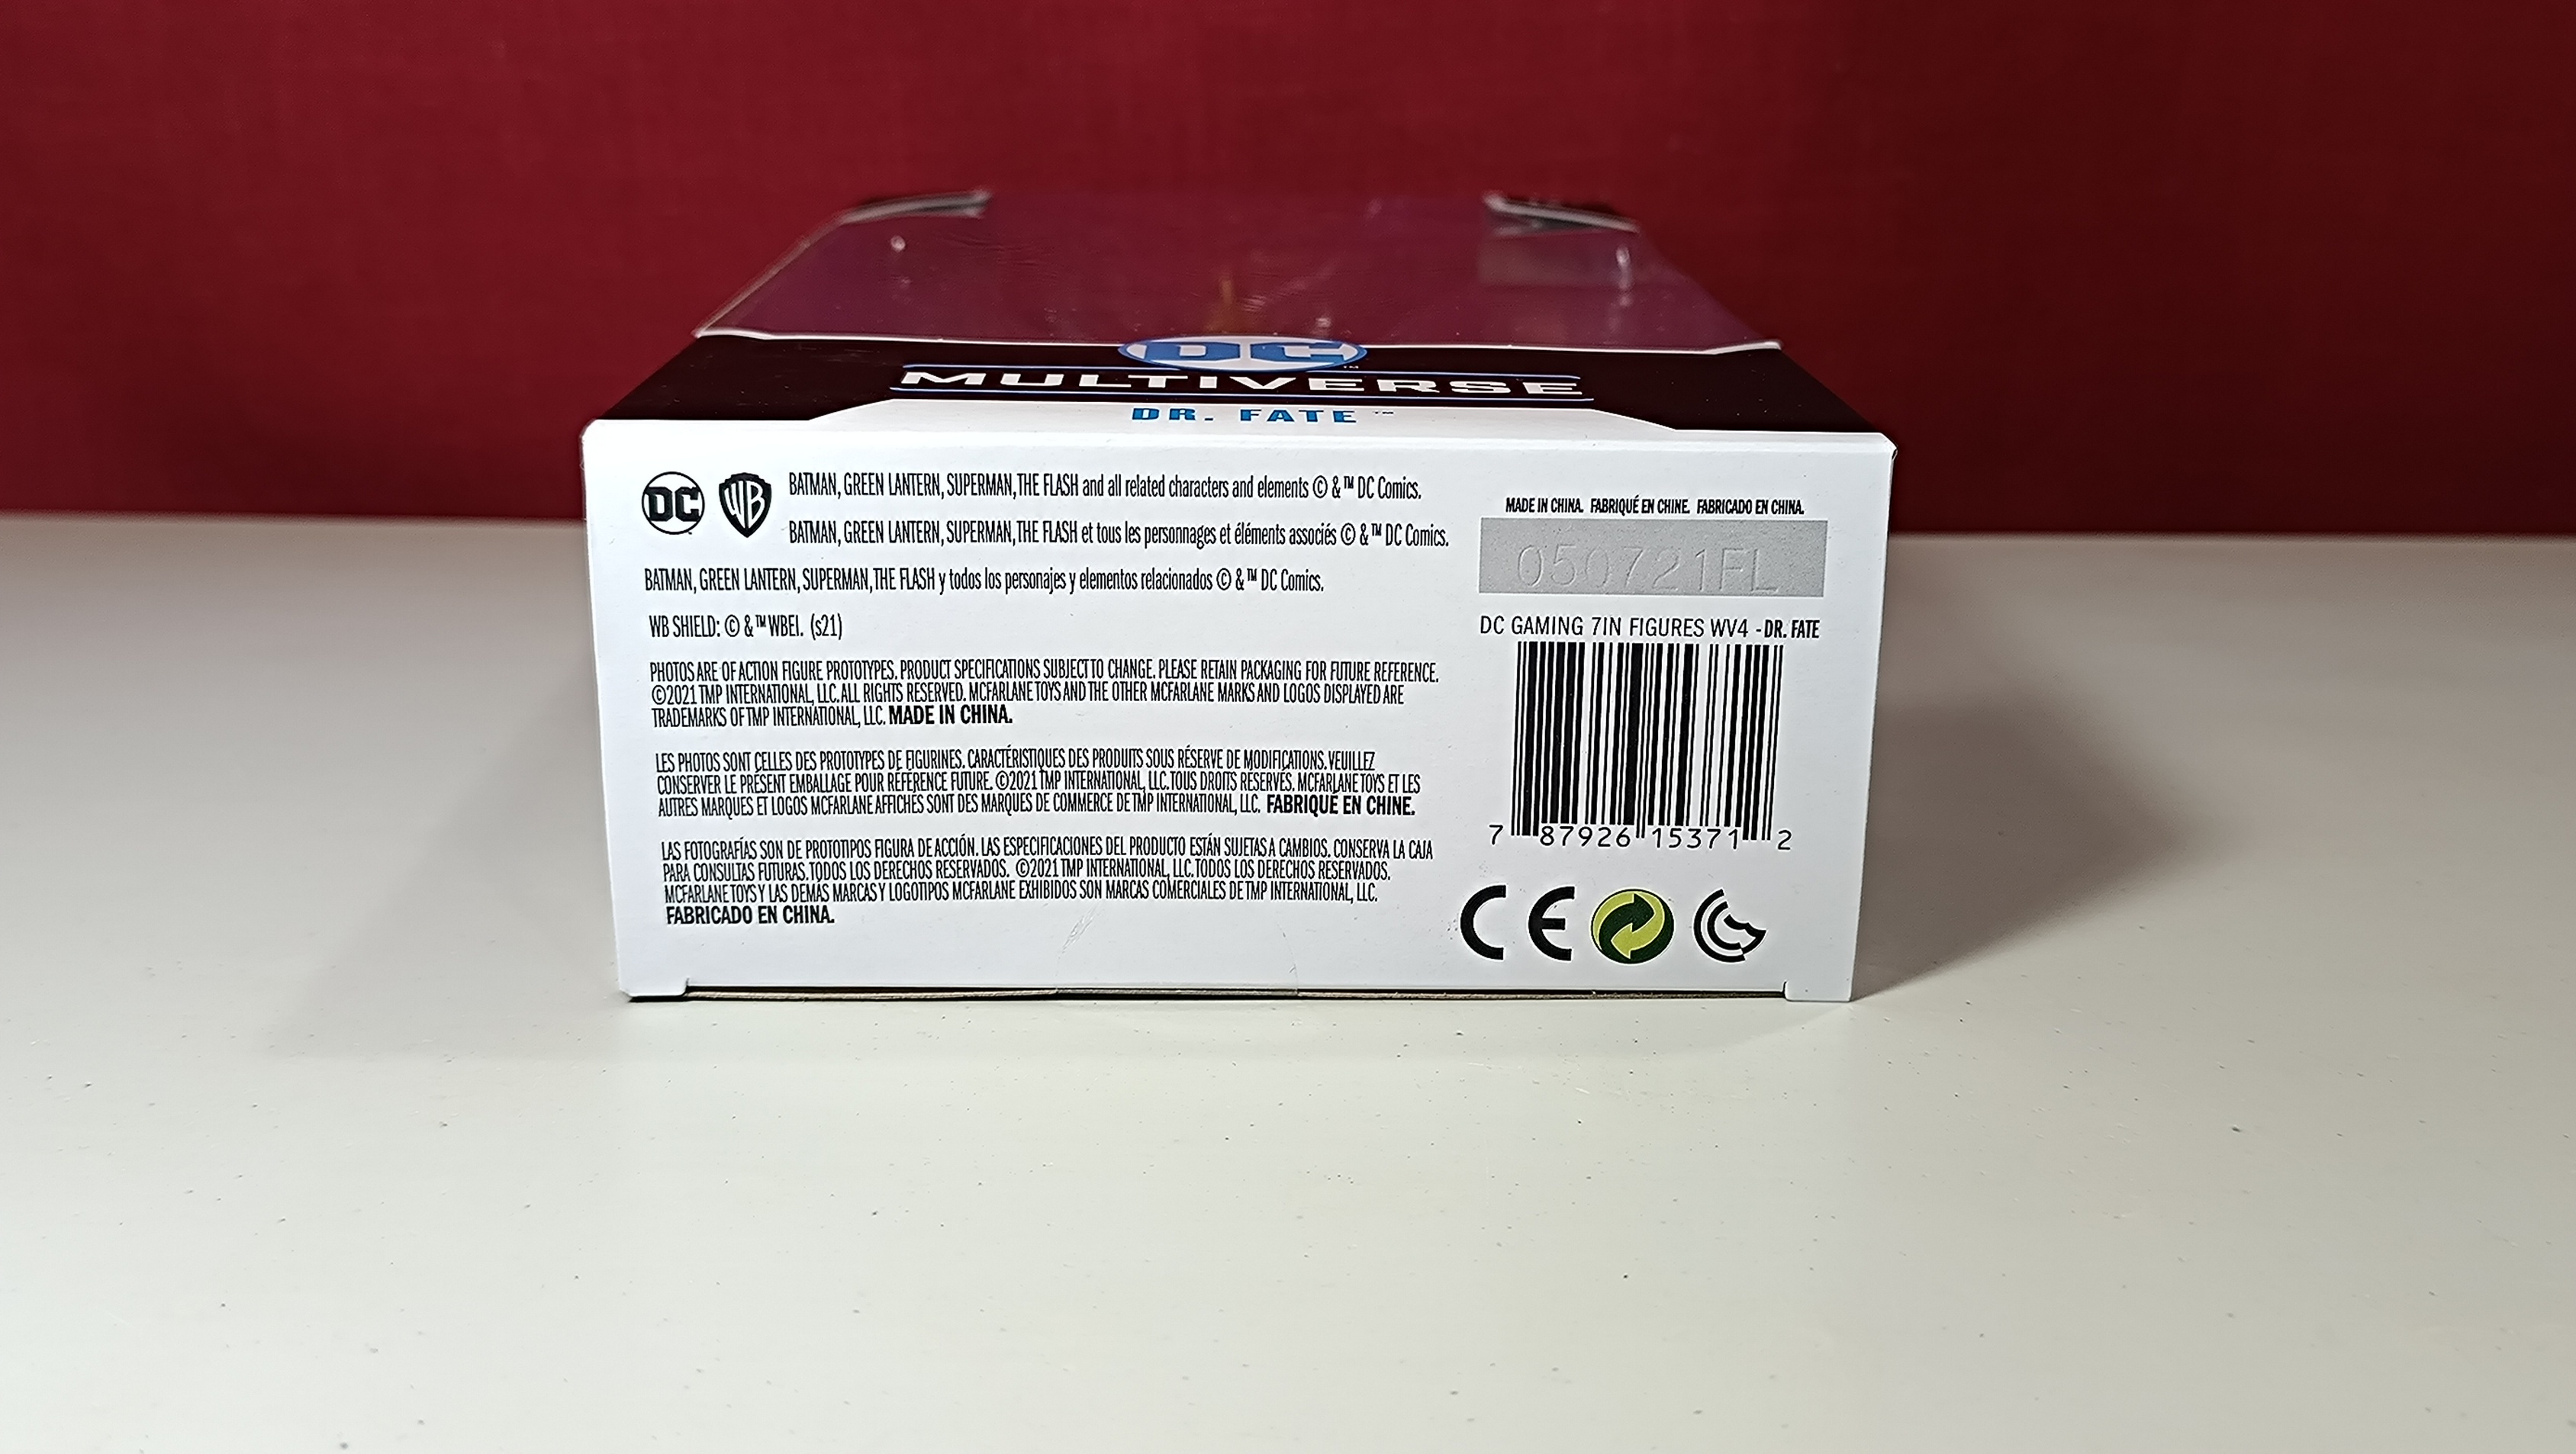 DC
MULTIVERSE
DR. FATE ™
DC WB BATMAN, GREEN LANTERN, SUPERMAN, THE FLASH and all related characters and elements © & ™ DC Comics.
BATMAN, GREEN LANTERN, SUPERMAN, THE FLASH et tous les personnages et éléments associés © & ™ DC Comics.
BATMAN, GREEN LANTERN, SUPERMAN, THE FLASH y todos los personajes y elementos relacionados © & ™ DC Comics.
WB SHIELD: © & ™ WBEI. (s21)
PHOTOS ARE OF ACTION FIGURE PROTOTYPES. PRODUCT SPECIFICATIONS SUBJECT TO CHANGE. PLEASE RETAIN PACKAGING FOR FUTURE REFERENCE.
©2021 TMP INTERNATIONAL, LLC. ALL RIGHTS RESERVED. MCFARLANE TOYS AND THE OTHER MCFARLANE MARKS AND LOGOS DISPLAYED ARE
TRADEMARKS OF TMP INTERNATIONAL, LLC. MADE IN CHINA.
LES PHOTOS SONT CELLES DES PROTOTYPES DE FIGURINES. CARACTÉRISTIQUES DES PRODUITS SOUS RÉSERVE DE MODIFICATIONS. VEUILLEZ
CONSERVER LE PRÉSENT EMBALLAGE POUR RÉFÉRENCE FUTURE. ©2021 TMP INTERNATIONAL, LLC. TOUS DROITS RÉSERVÉS. MCFARLANE TOYS ET LES
AUTRES MARQUES ET LOGOS MCFARLANE AFFICHÉS SONT DES MARQUES DE COMMERCE DE TMP INTERNATIONAL, LLC. FABRIQUÉ EN CHINE.
LAS FOTOGRAFÍAS SON DE PROTOTIPOS FIGURA DE ACCIÓN. LAS ESPECIFICACIONES DEL PRODUCTO ESTÁN SUJETAS A CAMBIOS. CONSERVA LA CAJA
PARA CONSULTAS FUTURAS. TODOS LOS DERECHOS RESERVADOS. ©2021 TMP INTERNATIONAL, LLC. TODOS LOS DERECHOS RESERVADOS.
MCFARLANE TOYS Y LAS DEMÁS MARCAS Y LOGOTIPOS MCFARLANE EXHIBIDOS SON MARCAS COMERCIALES DE TMP INTERNATIONAL, LLC.
FABRICADO EN CHINA.
MADE IN CHINA. FABRIQUÉ EN CHINE. FABRICADO EN CHINA.
050721FL
DC GAMING 7IN FIGURES WV4 - DR. FATE
7 87926 15371 2
CE